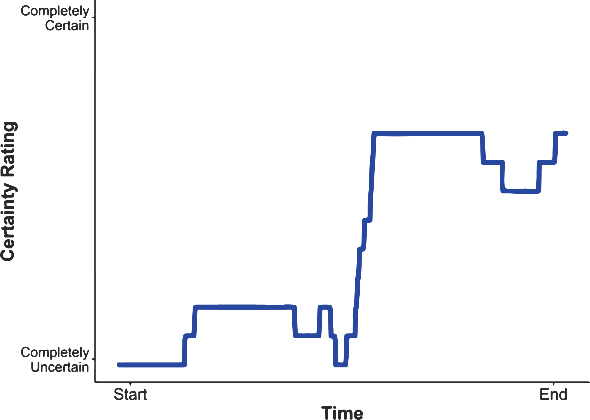 Completely
Certain
Certainty Rating
Completely
Uncertain
Start
End
Time